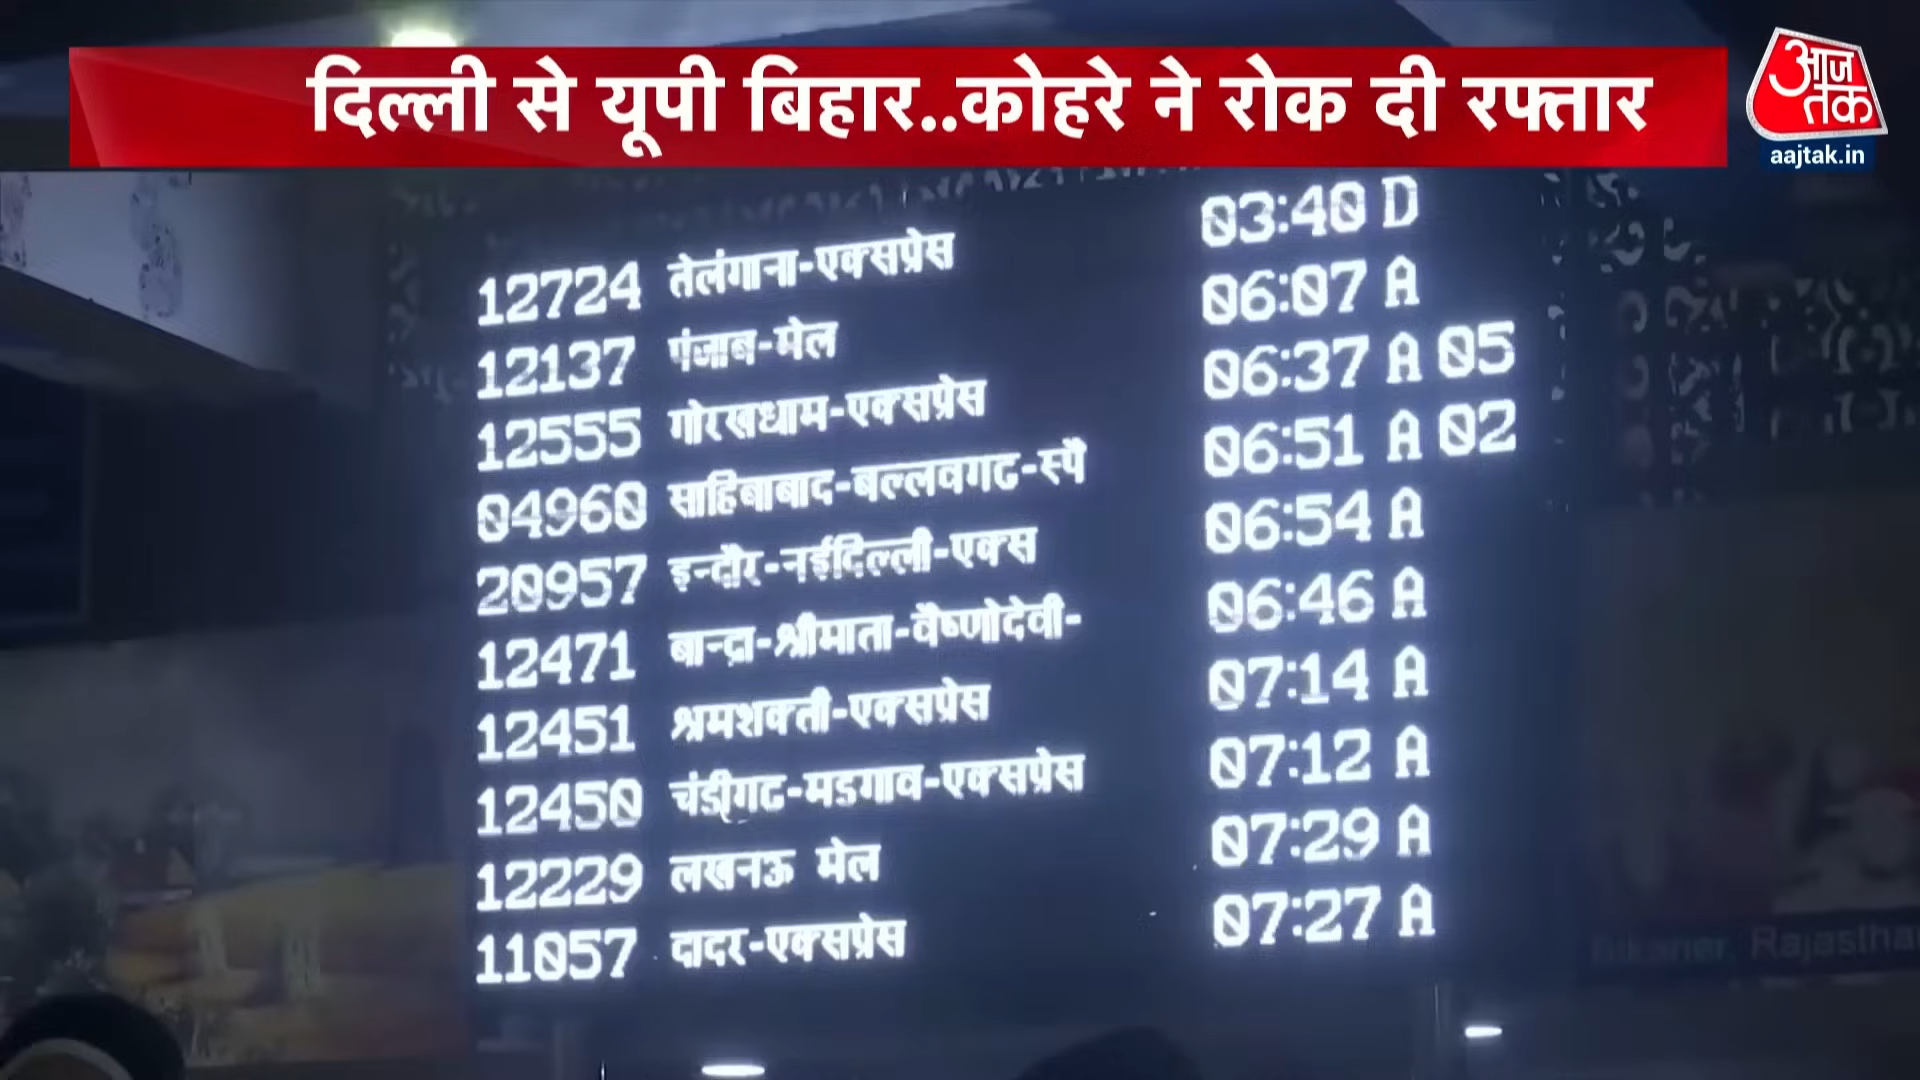 दिल्ली से यूपी बिहार..कोहरे ने रोक दी रफ्तार
आज तक
aajtak.in
12724 तेलंगाना-एक्सप्रेस 03:40 D
12137 पंजाब-मेल 06:07 A
12555 गोरखधाम-एक्सप्रेस 06:37 A 05
04960 साहिबाबाद-बल्लवगढ-स्पै 06:51 A 02
20957 इन्दौर-नईदिल्ली-एक्स 06:54 A
12471 बान्द्रा-श्रीमाता-वैष्णोदेवी- 06:46 A
12451 श्रमशक्ती-एक्सप्रेस 07:14 A
12450 चंडीगढ-मडगाव-एक्सप्रेस 07:12 A
12229 लखनऊ मेल 07:29 A
11057 दादर-एक्सप्रेस 07:27 A
Bikaner, Rajasthan